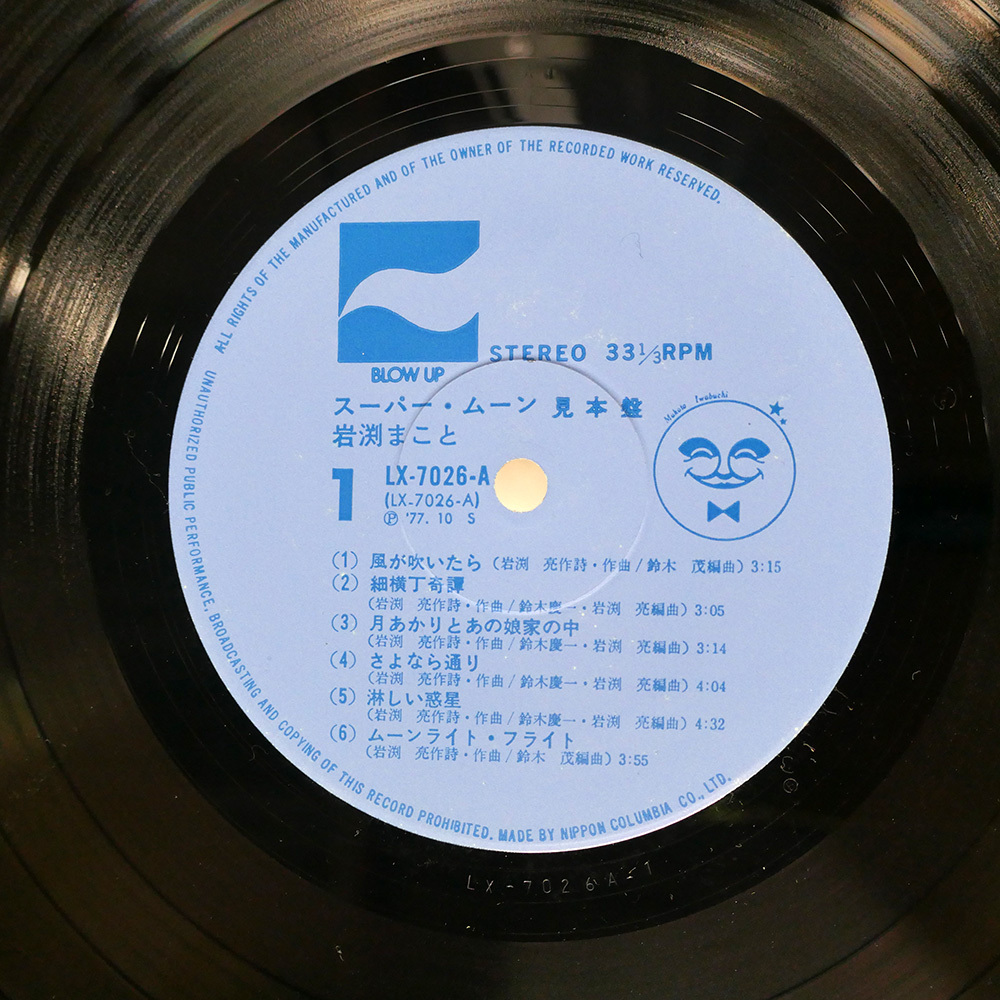 ALL RIGHTS OF THE MANUFACTURED AND OF THE OWNER OF THE RECORDED WORK RESERVED.
BLOW UP
STEREO 33 1/3 RPM
スーパー・ムーン 見本盤
岩渕まこと
Makoto Iwabuchi
1 LX-7026-A
(LX-7026-A)
Ⓟ '77. 10 S
(1) 風が吹いたら (岩渕 亮作詩・作曲/鈴木 茂編曲) 3:15
(2) 細横丁奇譚
(岩渕 亮作詩・作曲/鈴木慶一・岩渕 亮編曲) 3:05
(3) 月あかりとあの娘家の中
(岩渕 亮作詩・作曲/鈴木慶一・岩渕 亮編曲) 3:14
(4) さよなら通り
(岩渕 亮作詩・作曲/鈴木慶一・岩渕 亮編曲) 4:04
(5) 淋しい惑星
(岩渕 亮作詩・作曲/鈴木慶一・岩渕 亮編曲) 4:32
(6) ムーンライト・フライト
(岩渕 亮作詩・作曲/鈴木 茂編曲) 3:55
UNAUTHORIZED PUBLIC PERFORMANCE, BROADCASTING AND COPYING OF THIS RECORD PROHIBITED. MADE BY NIPPON COLUMBIA CO., LTD.
LX-7026A-1